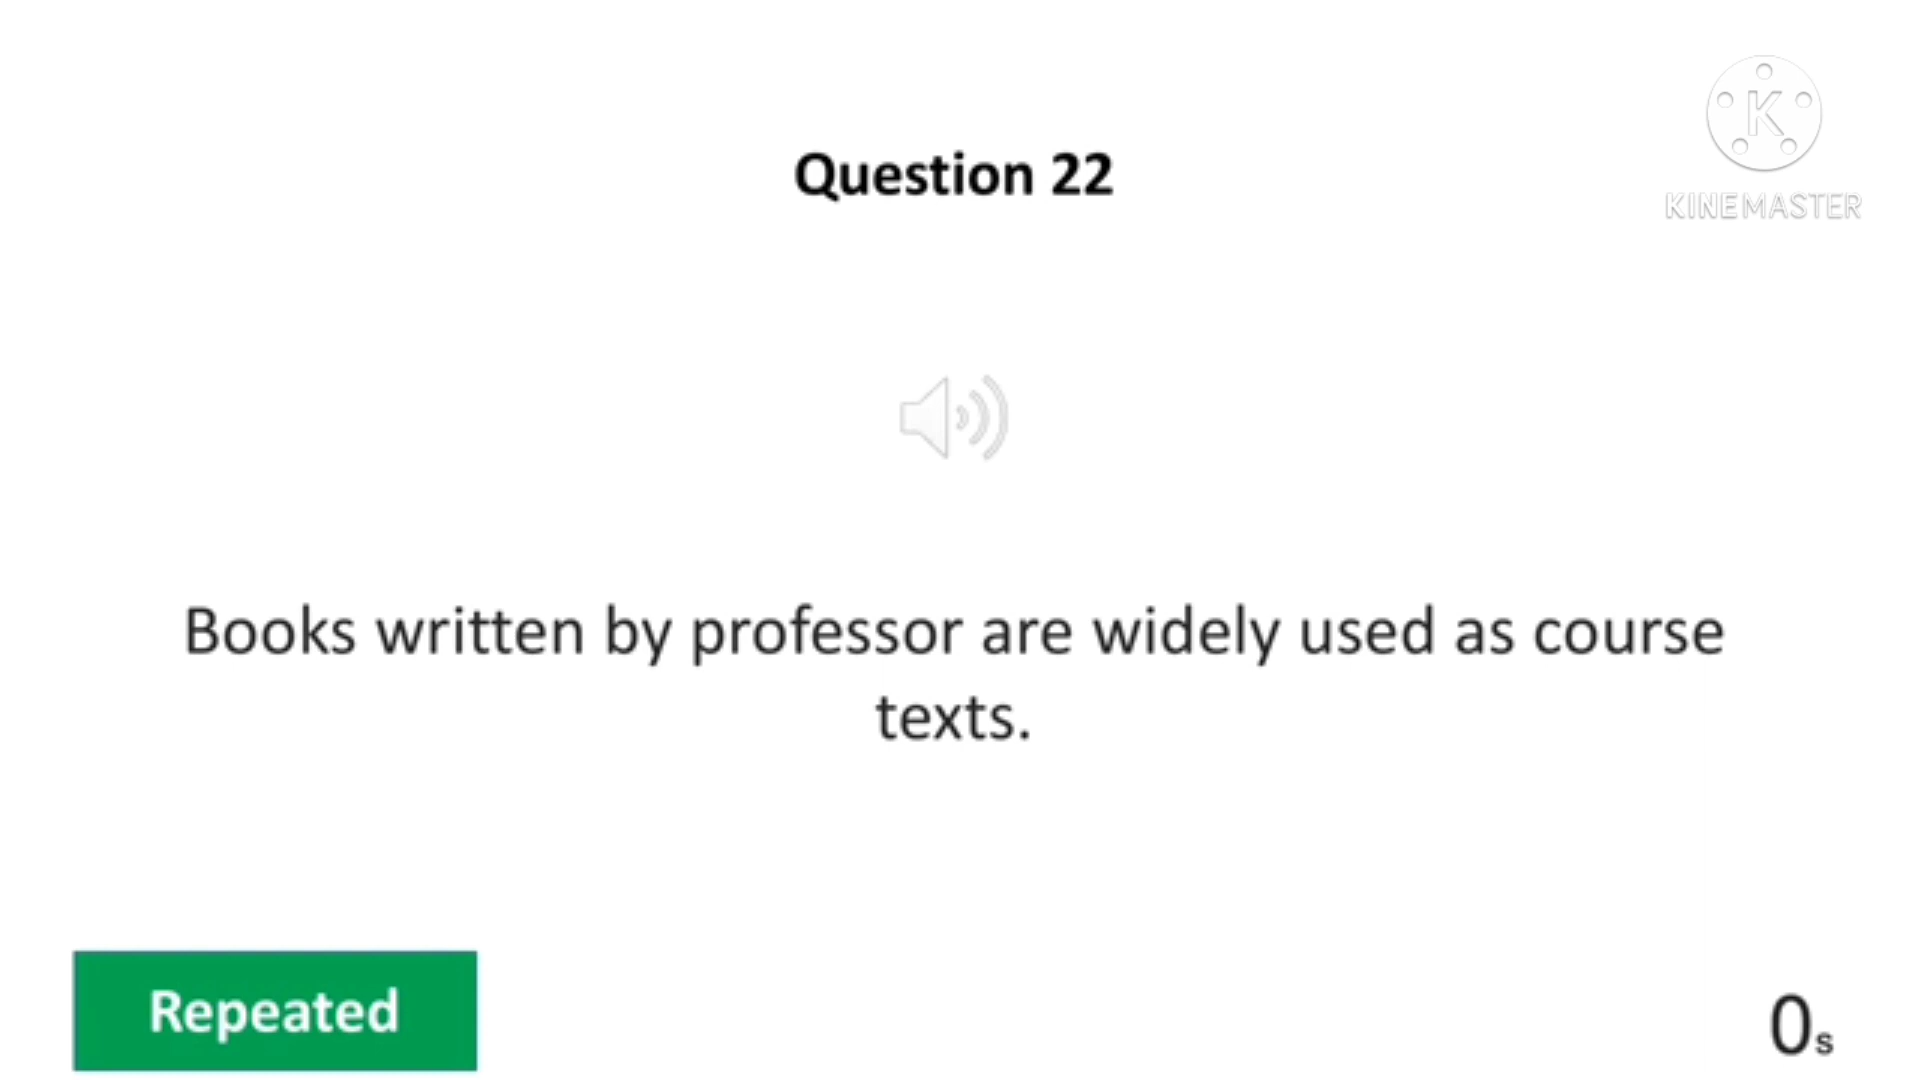 Question 22
K
KINEMASTER
Books written by professor are widely used as course
texts.
Repeated
0s